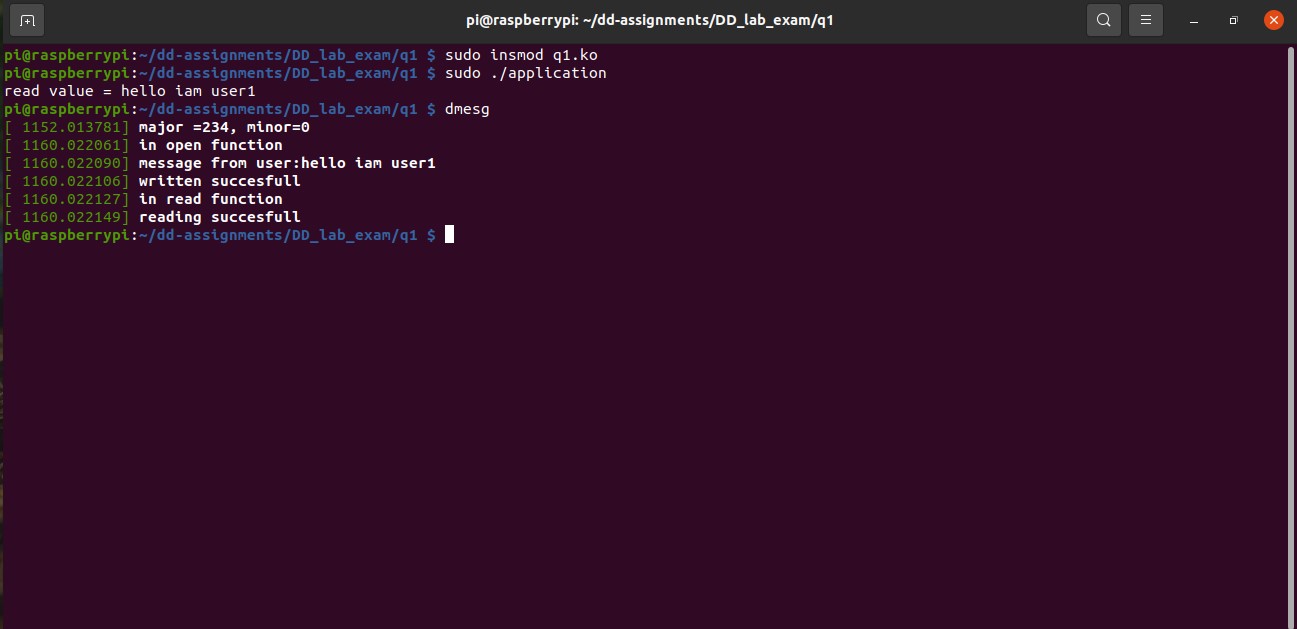 pi@raspberrypi: ~/dd-assignments/DD_lab_exam/q1
pi@raspberrypi:~/dd-assignments/DD_lab_exam/q1 $ sudo insmod q1.ko
pi@raspberrypi:~/dd-assignments/DD_lab_exam/q1 $ sudo ./application
read value = hello iam user1
pi@raspberrypi:~/dd-assignments/DD_lab_exam/q1 $ dmesg
[ 1152.013781] major =234, minor=0
[ 1160.022061] in open function
[ 1160.022090] message from user:hello iam user1
[ 1160.022106] written succesfull
[ 1160.022127] in read function
[ 1160.022149] reading succesfull
pi@raspberrypi:~/dd-assignments/DD_lab_exam/q1 $